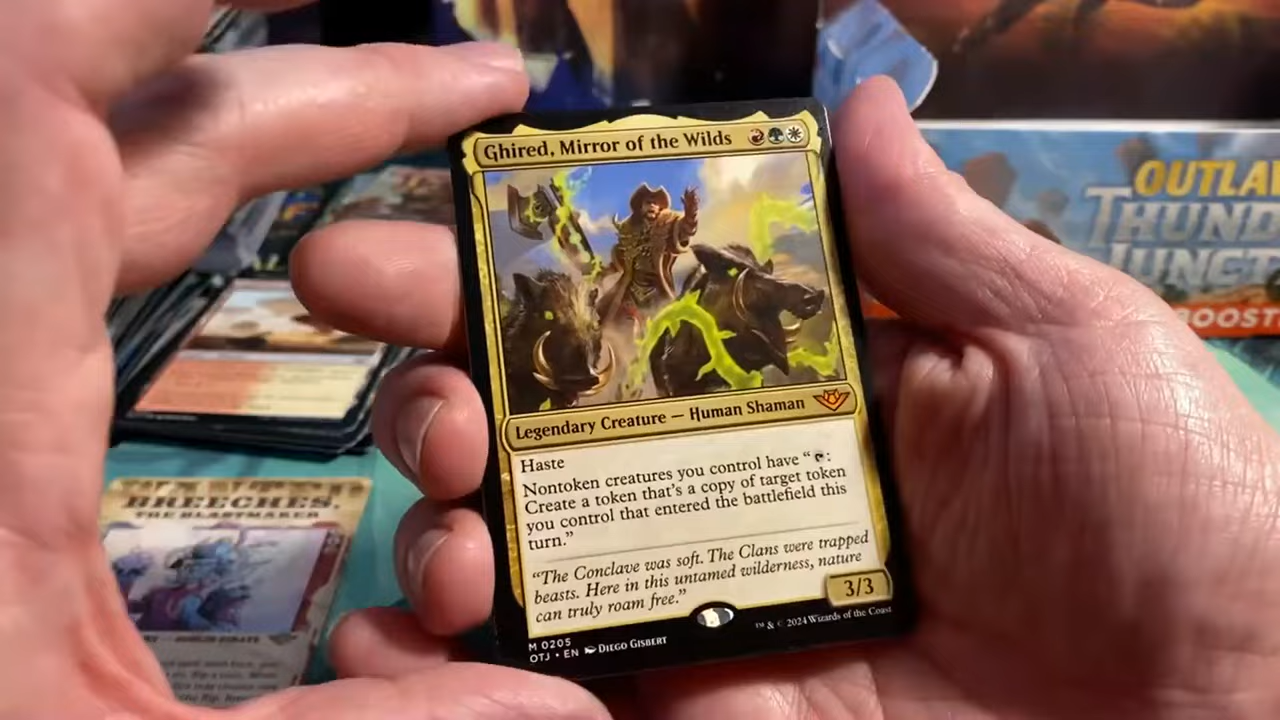 Ghired, Mirror of the Wilds
Legendary Creature — Human Shaman
Haste
Nontoken creatures you control have “
:
Create a token that's a copy of target token
you control that entered the battlefield this
turn.”
“The Conclave was soft. The Clans were trapped
beasts. Here in this untamed wilderness, nature
can truly roam free.”
3/3
M 0205
OTJ • EN DIEGO GISBERT
™ & © 2024 Wizards of the Coast
OUTLAW
THUND
JUNCT
BOOST
BREECHES,
THE BLASTMAKER